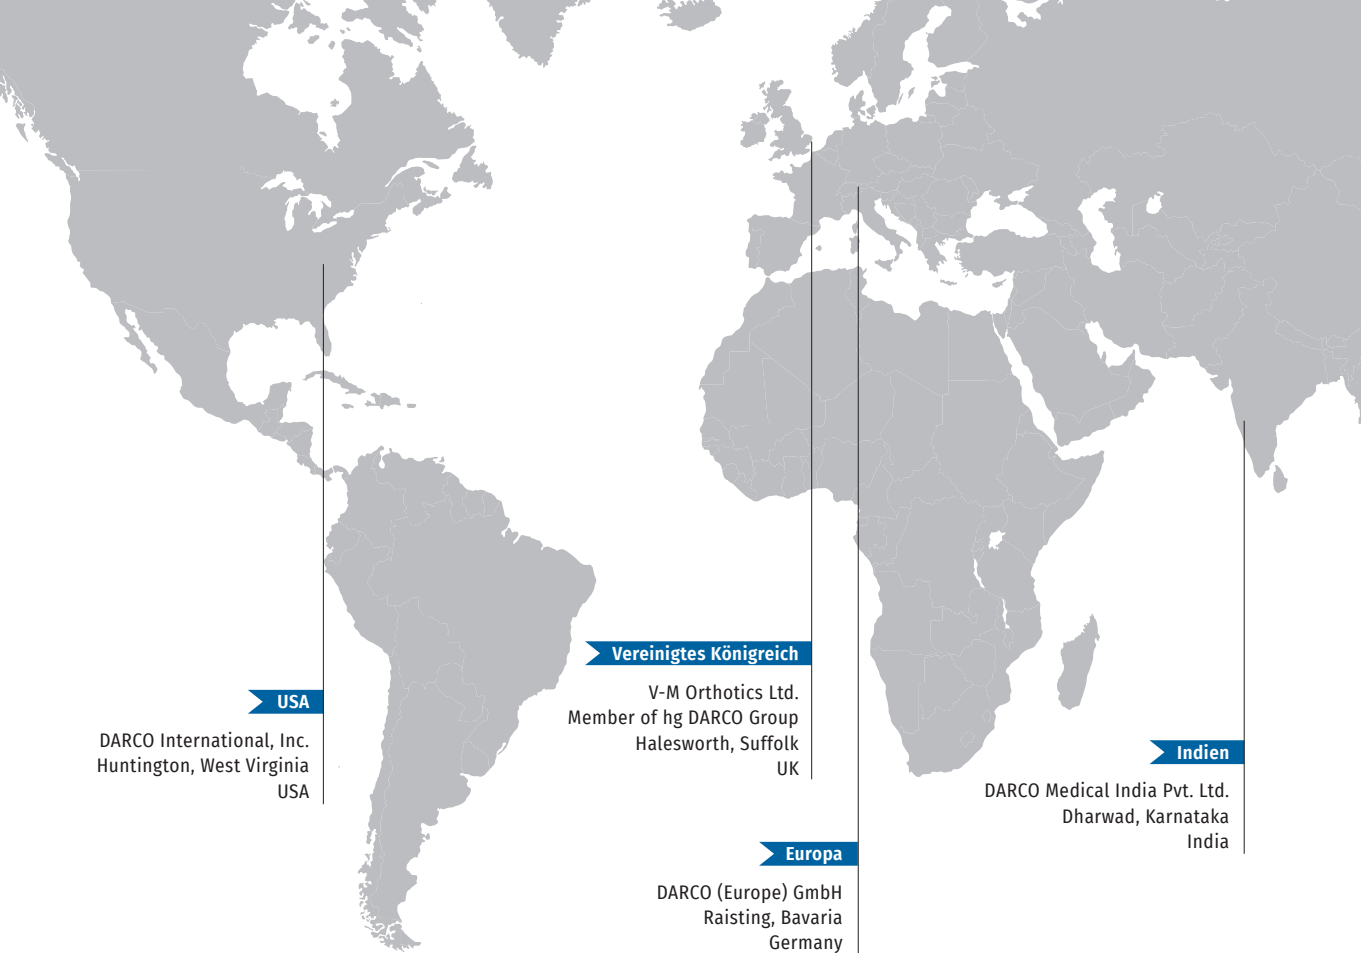 USA
DARCO International, Inc.
Huntington, West Virginia
USA
Vereinigtes Königreich
V-M Orthotics Ltd.
Member of hg DARCO Group
Halesworth, Suffolk
UK
Europa
DARCO (Europe) GmbH
Raisting, Bavaria
Germany
Indien
DARCO Medical India Pvt. Ltd.
Dharwad, Karnataka
India